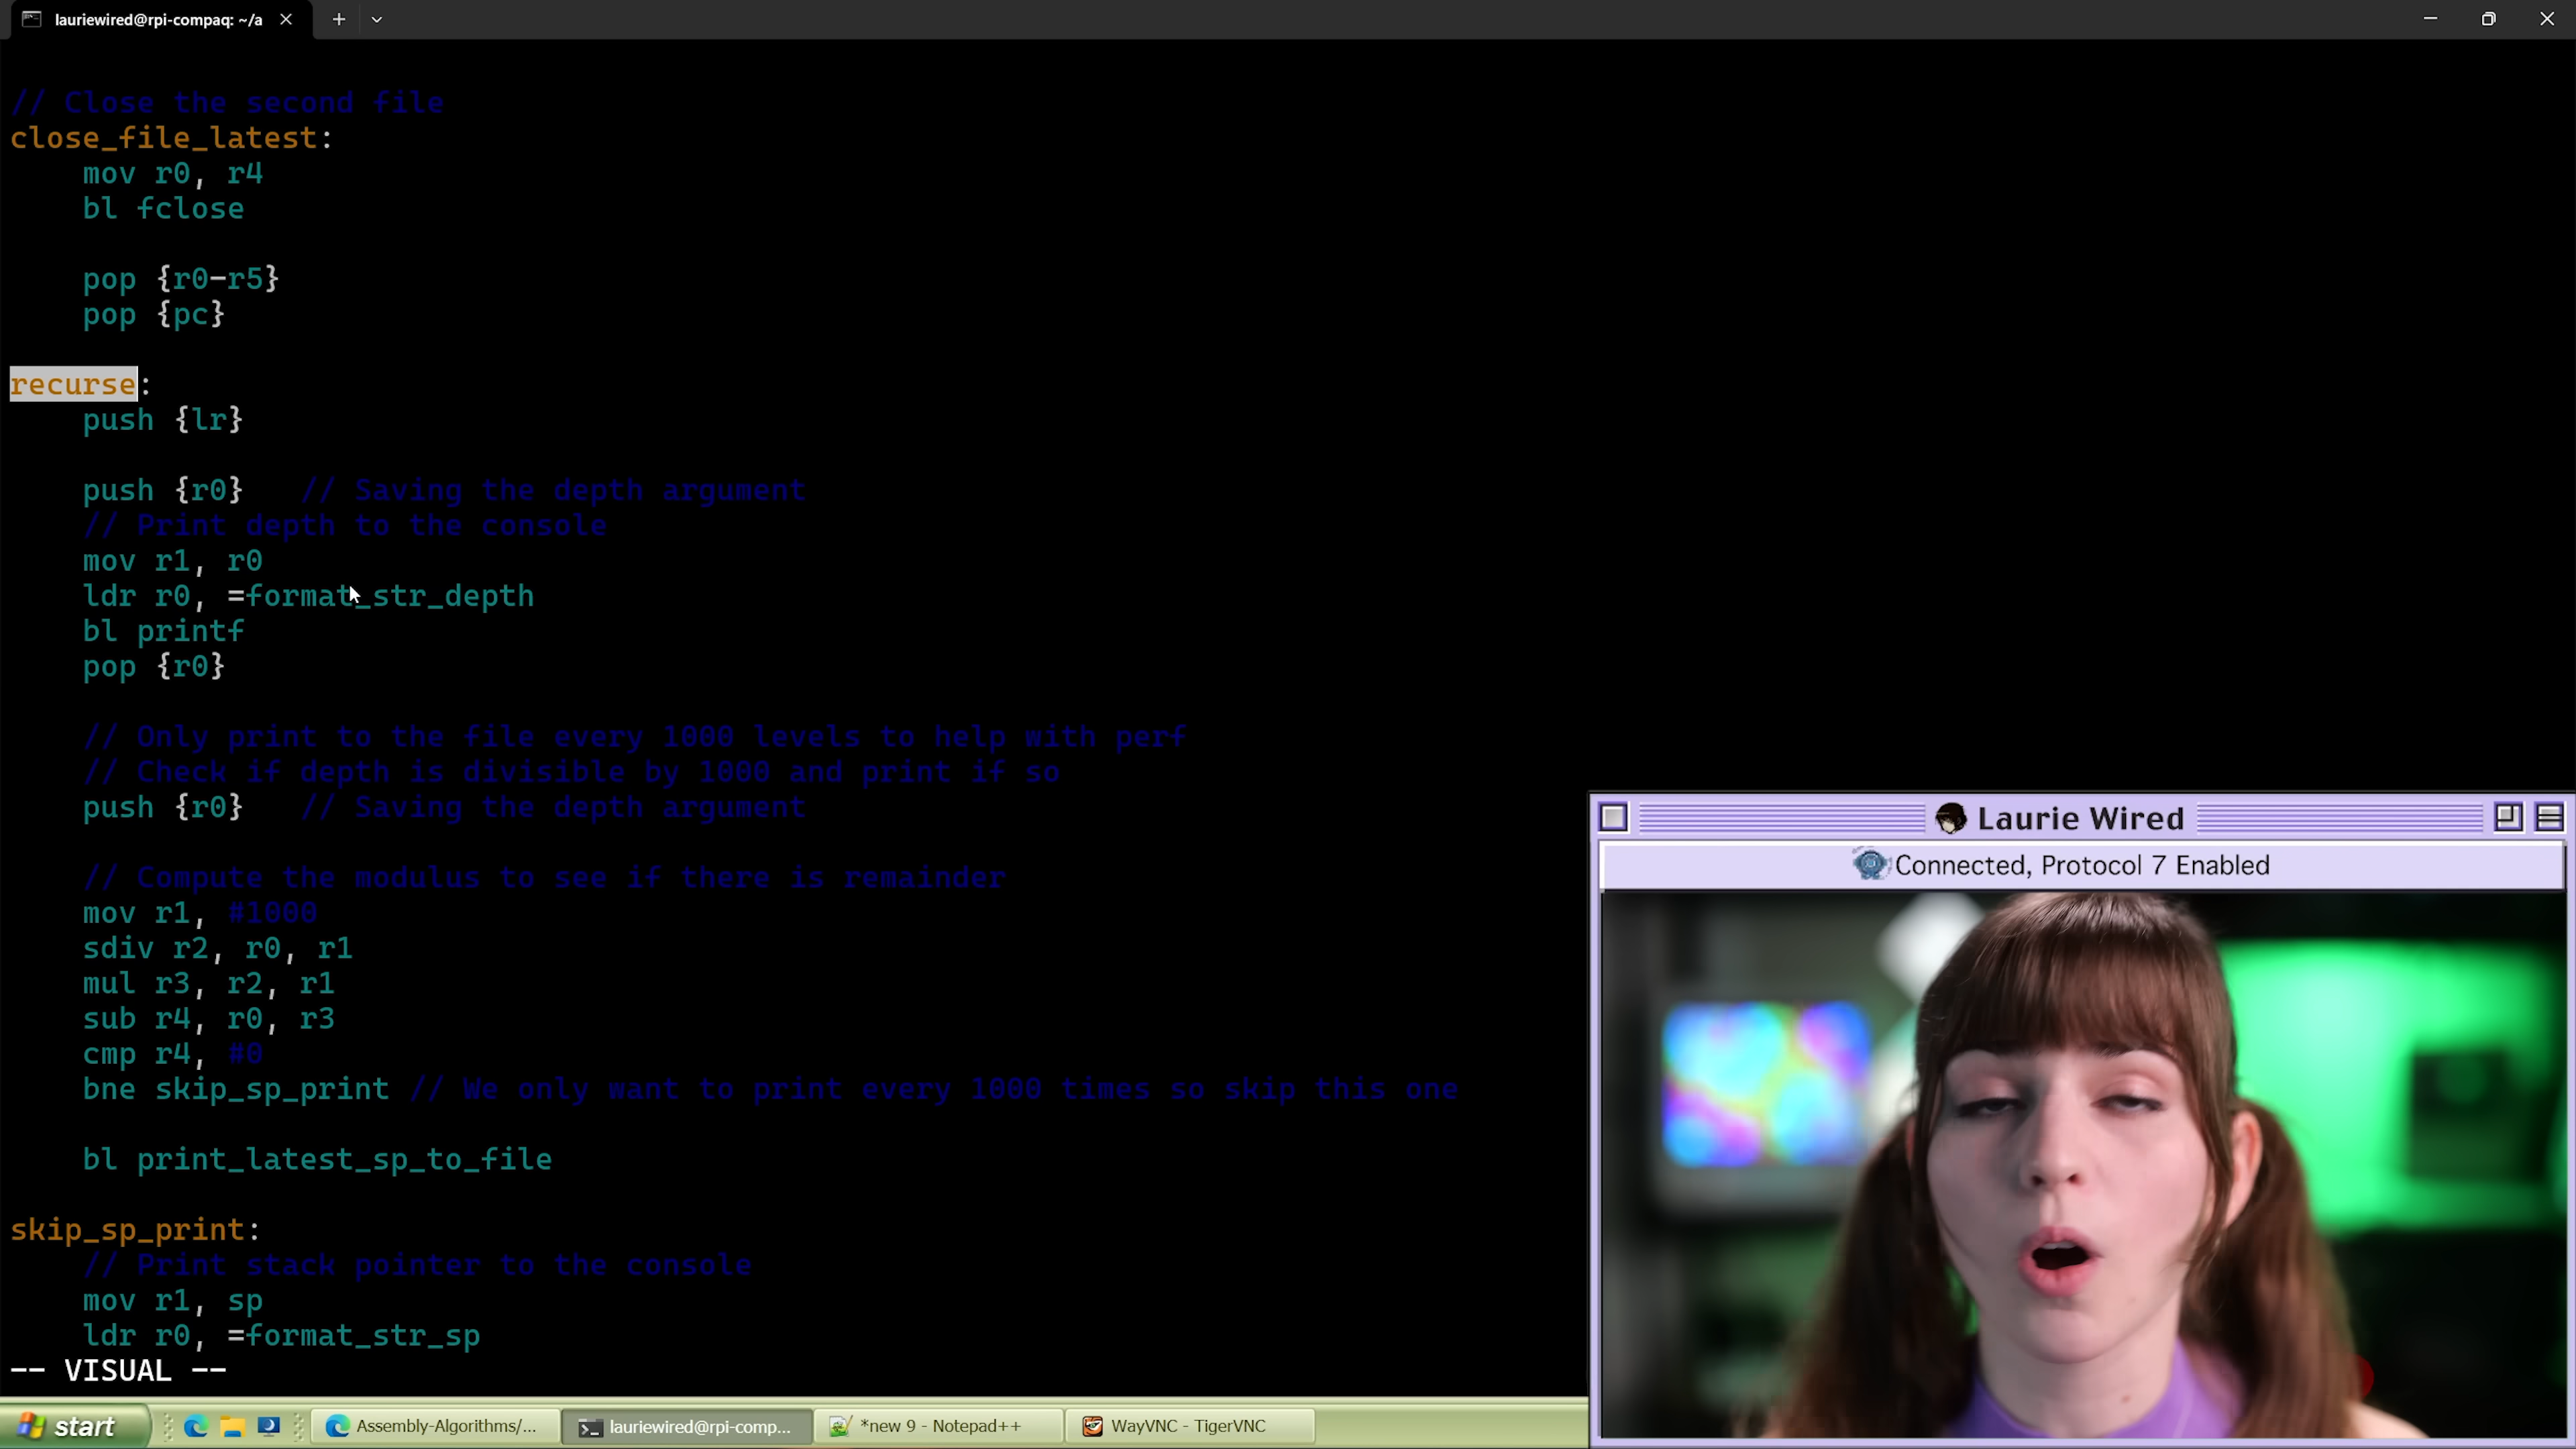 lauriewired@rpi-compaq: ~/a
// Close the second file
close_file_latest:
mov r0, r4
bl fclose
pop {r0-r5}
pop {pc}
recurse:
push {lr}
push {r0} // Saving the depth argument
// Print depth to the console
mov r1, r0
ldr r0, =format_str_depth
bl printf
pop {r0}
// Only print to the file every 1000 levels to help with perf
// Check if depth is divisible by 1000 and print if so
push {r0} // Saving the depth argument
// Compute the modulus to see if there is remainder
mov r1, #1000
sdiv r2, r0, r1
mul r3, r2, r1
sub r4, r0, r3
cmp r4, #0
bne skip_sp_print // We only want to print every 1000 times so skip this one
bl print_latest_sp_to_file
skip_sp_print:
// Print stack pointer to the console
mov r1, sp
ldr r0, =format_str_sp
-- VISUAL --
Laurie Wired
Connected, Protocol 7 Enabled
start
Assembly-Algorithms/...
lauriewired@rpi-comp...
*new 9 - Notepad++
WayVNC - TigerVNC